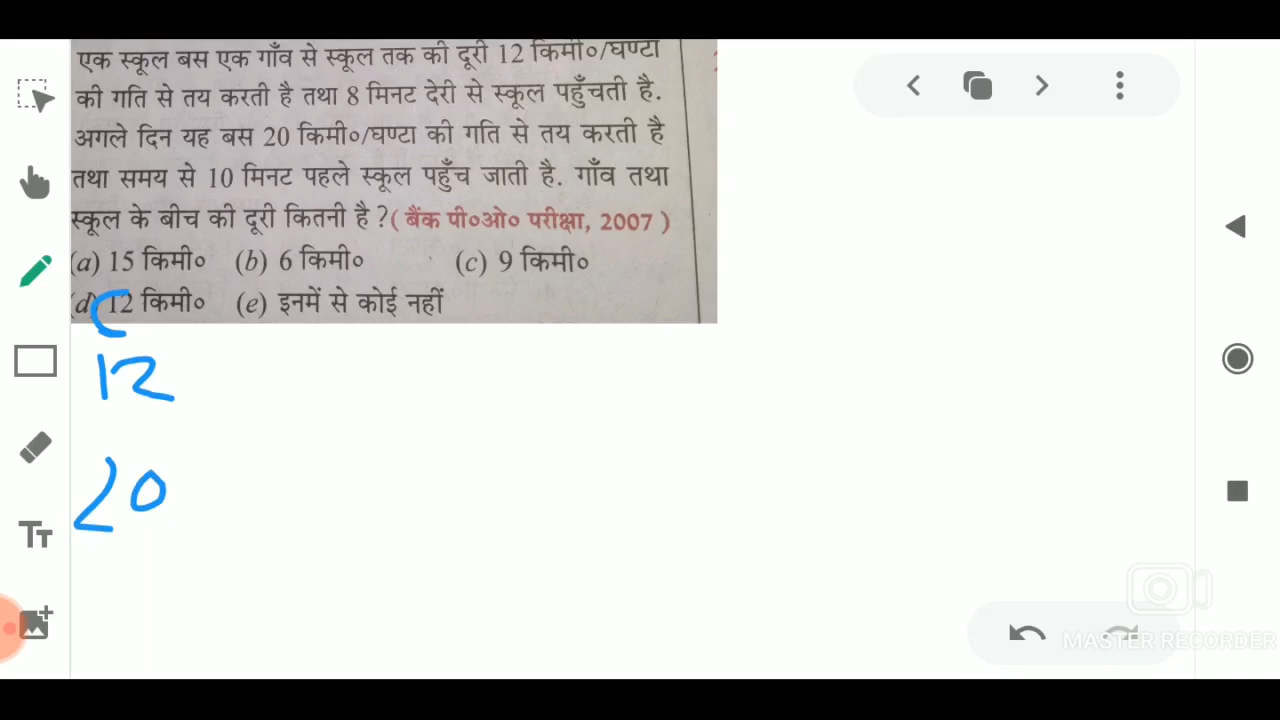 एक स्कूल बस एक गाँव से स्कूल तक की दूरी 12 किमी०/घण्टा
की गति से तय करती है तथा 8 मिनट देरी से स्कूल पहुँचती है.
अगले दिन यह बस 20 किमी०/घण्टा की गति से तय करती है
तथा समय से 10 मिनट पहले स्कूल पहुँच जाती है. गाँव तथा
स्कूल के बीच की दूरी कितनी है ? ( बैंक पी०ओ० परीक्षा, 2007 )
(a) 15 किमी० (b) 6 किमी० (c) 9 किमी०
(d) 12 किमी० (e) इनमें से कोई नहीं
12
20
TT
MASTER RECORDER